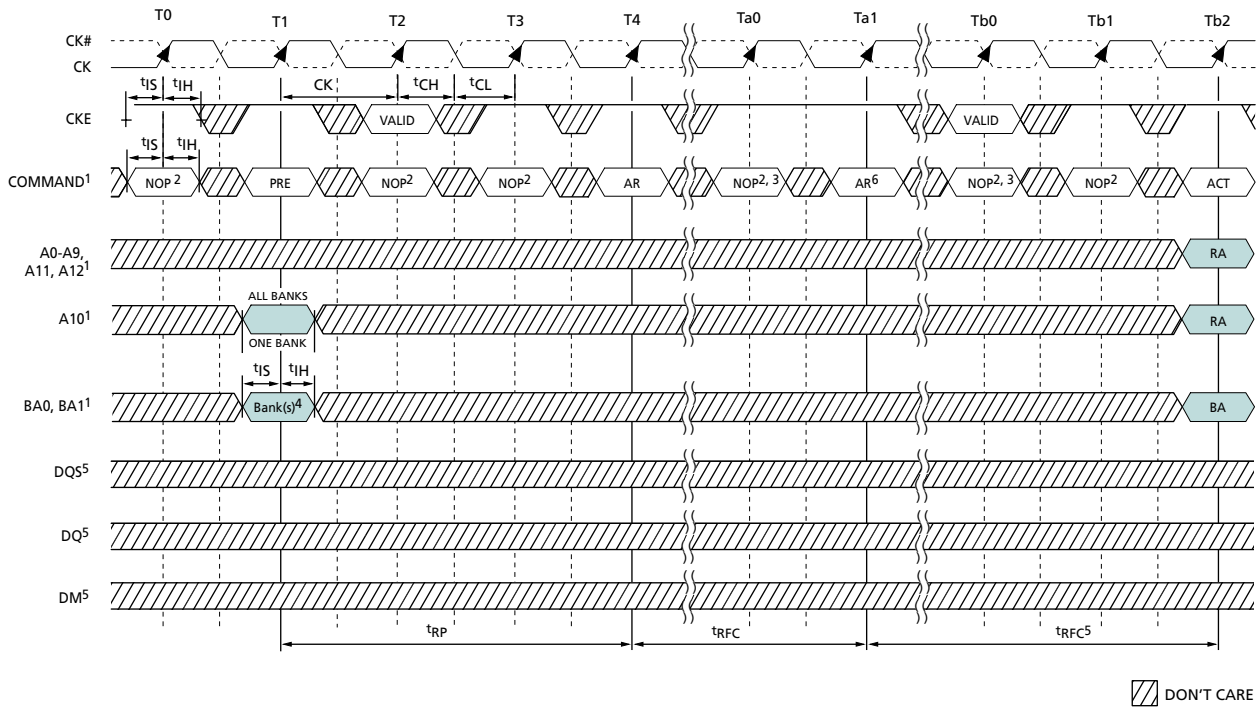 T0 T1 T2 T3 T4 Ta0 Ta1 Tb0 Tb1 Tb2
CK#
CK
tIS tIH CK tCH tCL
CKE VALID VALID
tIS tIH
COMMAND1 NOP2 PRE NOP2 NOP2 AR NOP2, 3 AR6 NOP2, 3 NOP2 ACT
A0-A9,
A11, A121 RA
ALL BANKS
A101 RA
ONE BANK
tIS tIH
BA0, BA11 Bank(s)4 BA
DQS5
DQ5
DM5
tRP tRFC tRFC5
DON'T CARE